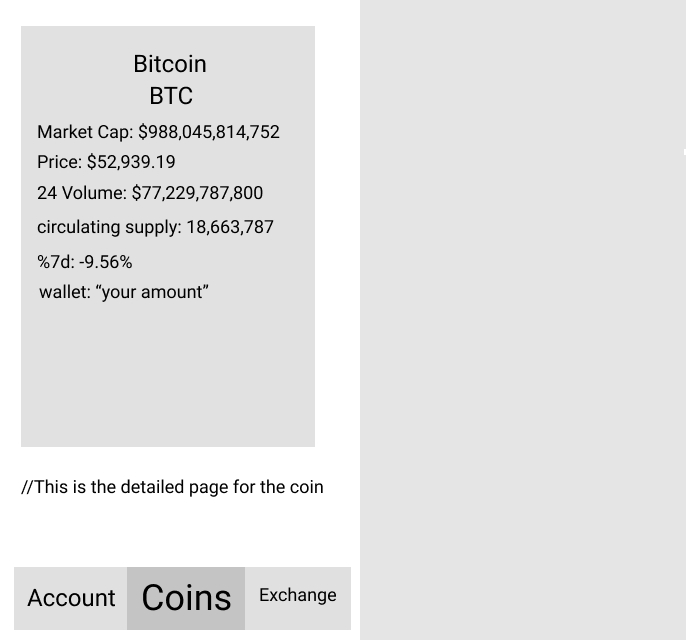 Bitcoin
BTC
Market Cap: $988,045,814,752
Price: $52,939.19
24 Volume: $77,229,787,800
circulating supply: 18,663,787
%7d: -9.56%
wallet: “your amount”
//This is the detailed page for the coin
Account Coins Exchange